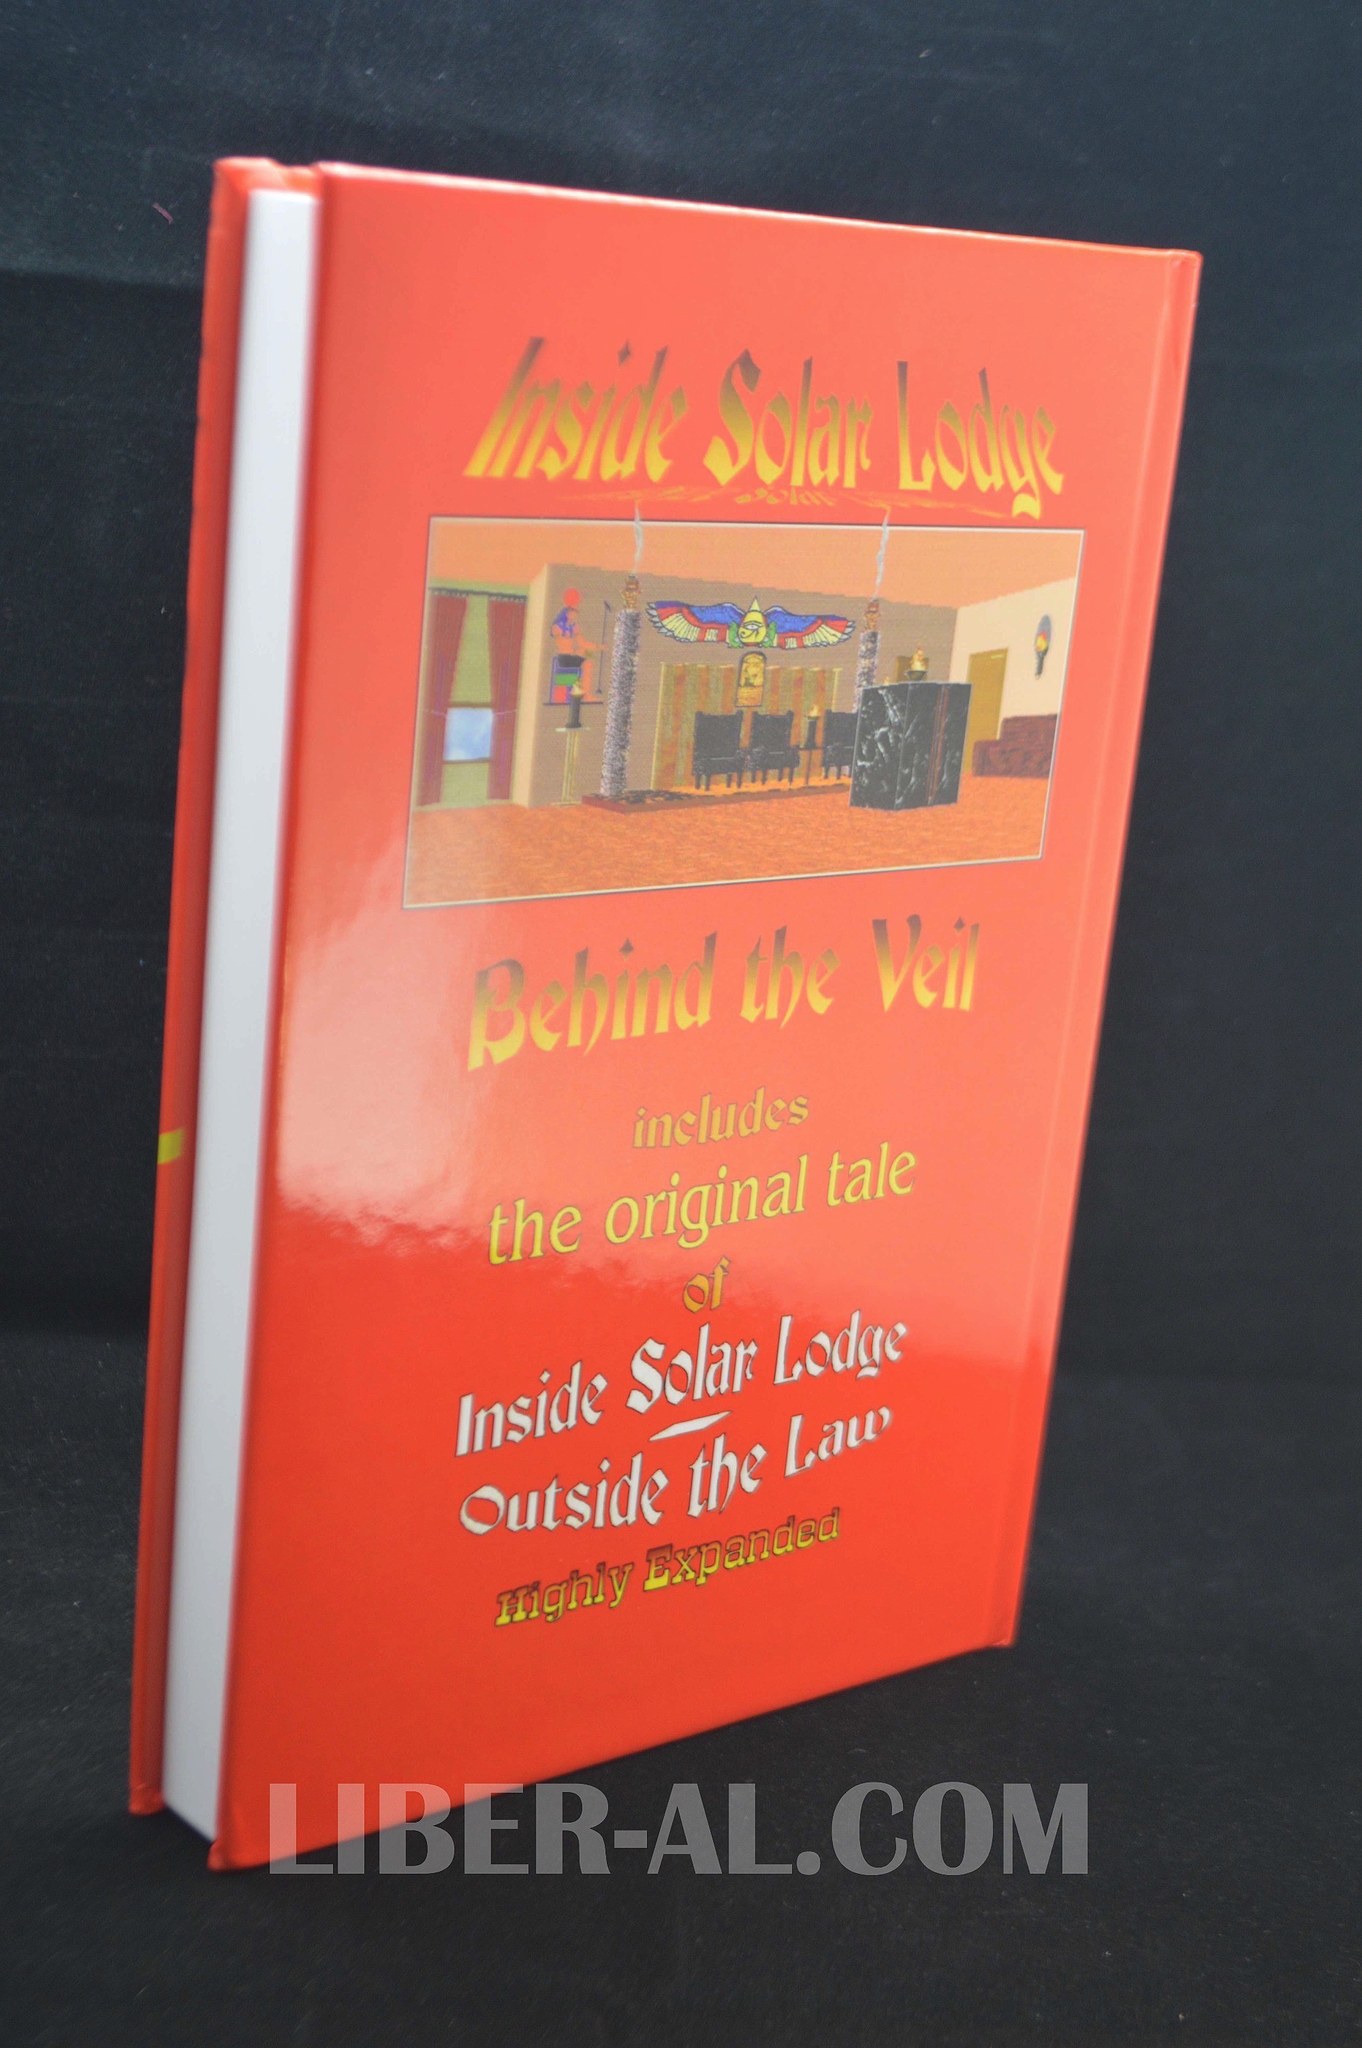 Inside Solar Lodge
Behind the Veil
includes
the original tale
of
Inside Solar Lodge
—
Outside the Law
Highly Expanded
LIBER-AL.COM